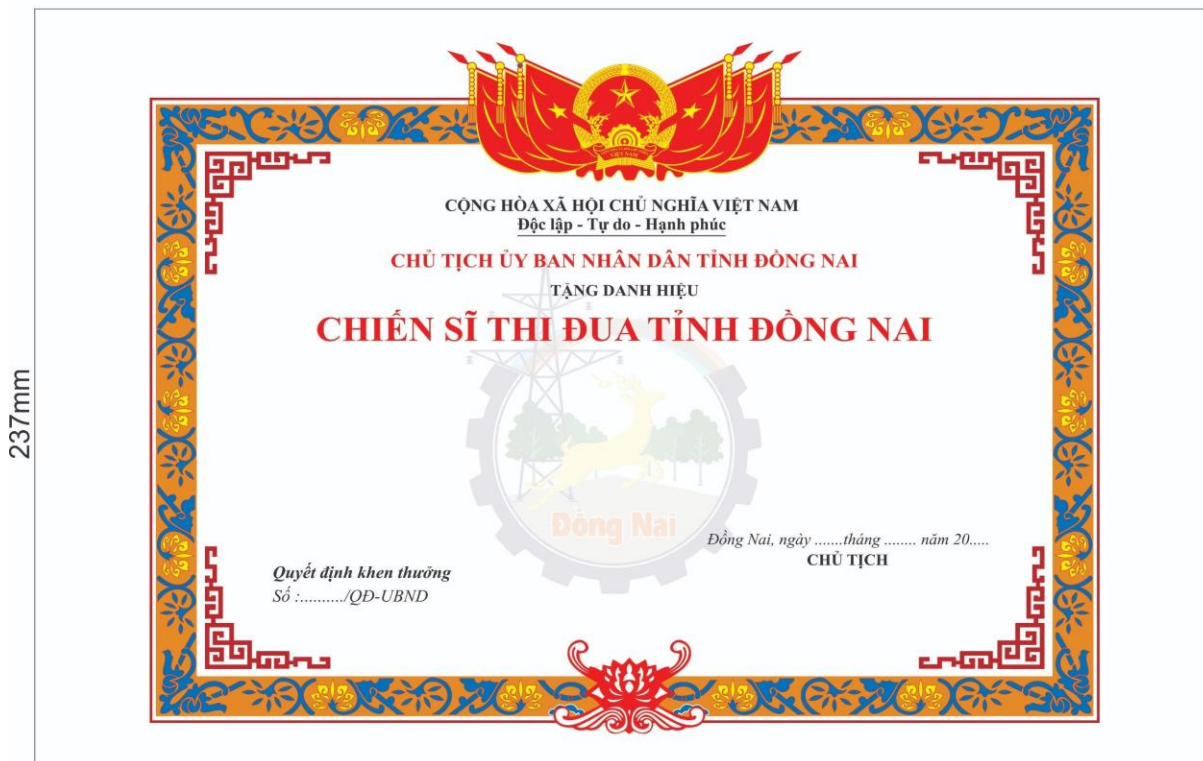 VIỆT NAM
CỘNG HÒA XÃ HỘI CHỦ NGHĨA VIỆT NAM
Độc lập - Tự do - Hạnh phúc
CHỦ TỊCH ỦY BAN NHÂN DÂN TỈNH ĐỒNG NAI
TẶNG DANH HIỆU
CHIẾN SĨ THI ĐUA TỈNH ĐỒNG NAI
237mm
Đồng Nai
Đồng Nai, ngày .......tháng ........ năm 20.....
CHỦ TỊCH
Quyết định khen thưởng
Số :........../QĐ-UBND